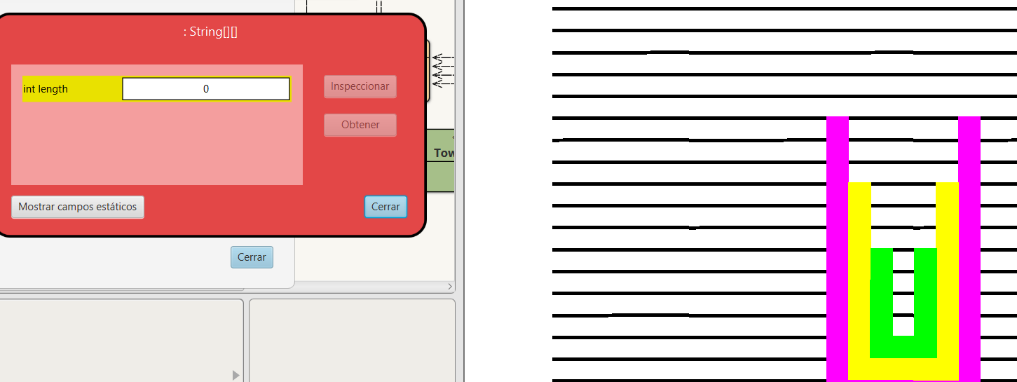 : String[][]
int length
0
Inspeccionar
Obtener
Tow
Mostrar campos estáticos
Cerrar
Cerrar